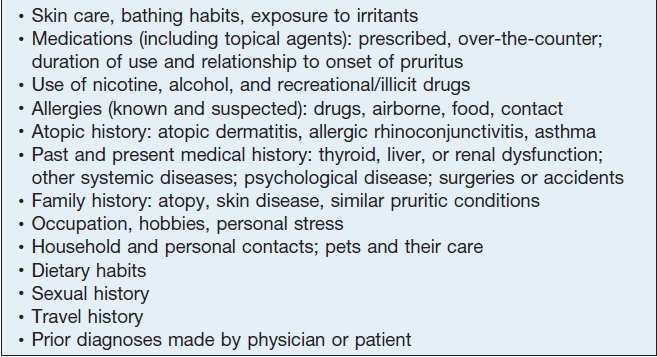 • Skin care, bathing habits, exposure to irritants
• Medications (including topical agents): prescribed, over-the-counter;
duration of use and relationship to onset of pruritus
• Use of nicotine, alcohol, and recreational/illicit drugs
• Allergies (known and suspected): drugs, airborne, food, contact
• Atopic history: atopic dermatitis, allergic rhinoconjunctivitis, asthma
• Past and present medical history: thyroid, liver, or renal dysfunction;
other systemic diseases; psychological disease; surgeries or accidents
• Family history: atopy, skin disease, similar pruritic conditions
• Occupation, hobbies, personal stress
• Household and personal contacts; pets and their care
• Dietary habits
• Sexual history
• Travel history
• Prior diagnoses made by physician or patient